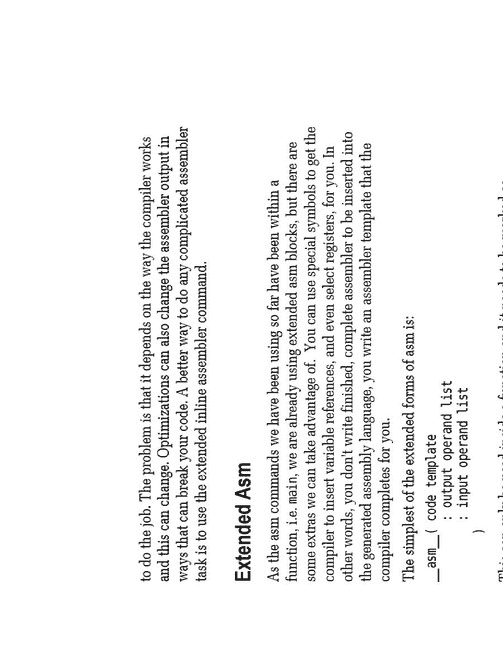 to do the job. The problem is that it depends on the way the compiler works
and this can change. Optimizations can also change the assembler output in
ways that can break your code. A better way to do any complicated assembler
task is to use the extended inline assembler command.
Extended Asm
As the asm commands we have been using so far have been within a
function, i.e. main, we are already using extended asm blocks, but there are
some extras we can take advantage of. You can use special symbols to get the
compiler to insert variable references, and even select registers, for you. In
other words, you don't write finished, complete assembler to be inserted into
the generated assembly language, you write an assembler template that the
compiler completes for you.
The simplest of the extended forms of asm is:
__asm__( code template
: output operand list
: input operand list
)